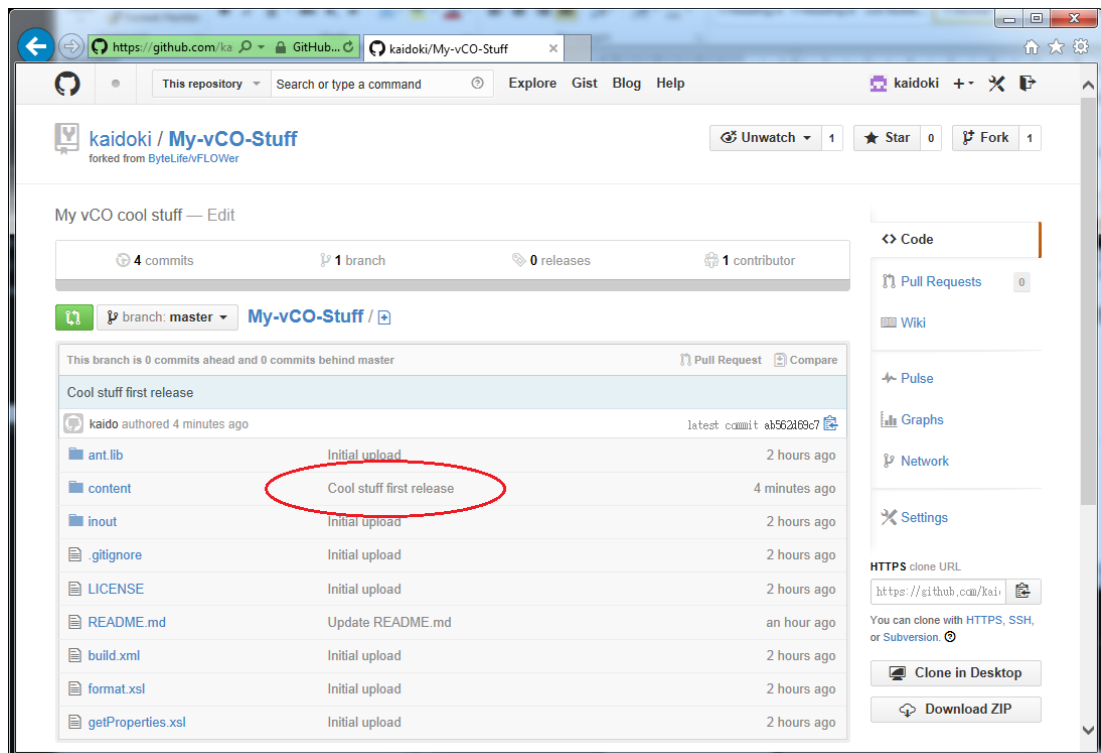 https://github.com/ka GitHub... kaidoki/My-vCO-Stuff
This repository Search or type a command Explore Gist Blog Help kaidoki
kaidoki / My-vCO-Stuff Unwatch 1 Star 0 Fork 1
forked from ByteLife/vFLOWer
My vCO cool stuff — Edit
4 commits 1 branch 0 releases 1 contributor
branch: master My-vCO-Stuff /
This branch is 0 commits ahead and 0 commits behind master Pull Request Compare
Cool stuff first release
kaido authored 4 minutes ago latest commit ab562d69c7
ant.lib Initial upload 2 hours ago
content Cool stuff first release 4 minutes ago
inout Initial upload 2 hours ago
.gitignore Initial upload 2 hours ago
LICENSE Initial upload 2 hours ago
README.md Update README.md an hour ago
build.xml Initial upload 2 hours ago
format.xsl Initial upload 2 hours ago
getProperties.xsl Initial upload 2 hours ago
Code
Pull Requests 0
Wiki
Pulse
Graphs
Network
Settings
HTTPS clone URL
https://github.com/kai
You can clone with HTTPS, SSH,
or Subversion.
Clone in Desktop
Download ZIP